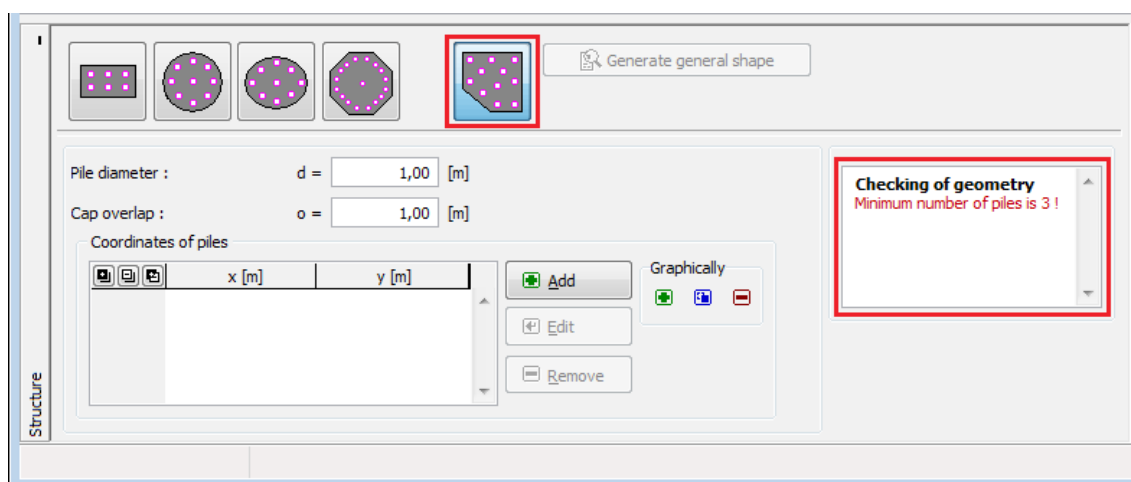 Generate general shape
Pile diameter : d = 1,00 [m]
Cap overlap : o = 1,00 [m]
Coordinates of piles
x [m] y [m]
Add
Edit
Remove
Graphically
Checking of geometry
Minimum number of piles is 3 !
Structure